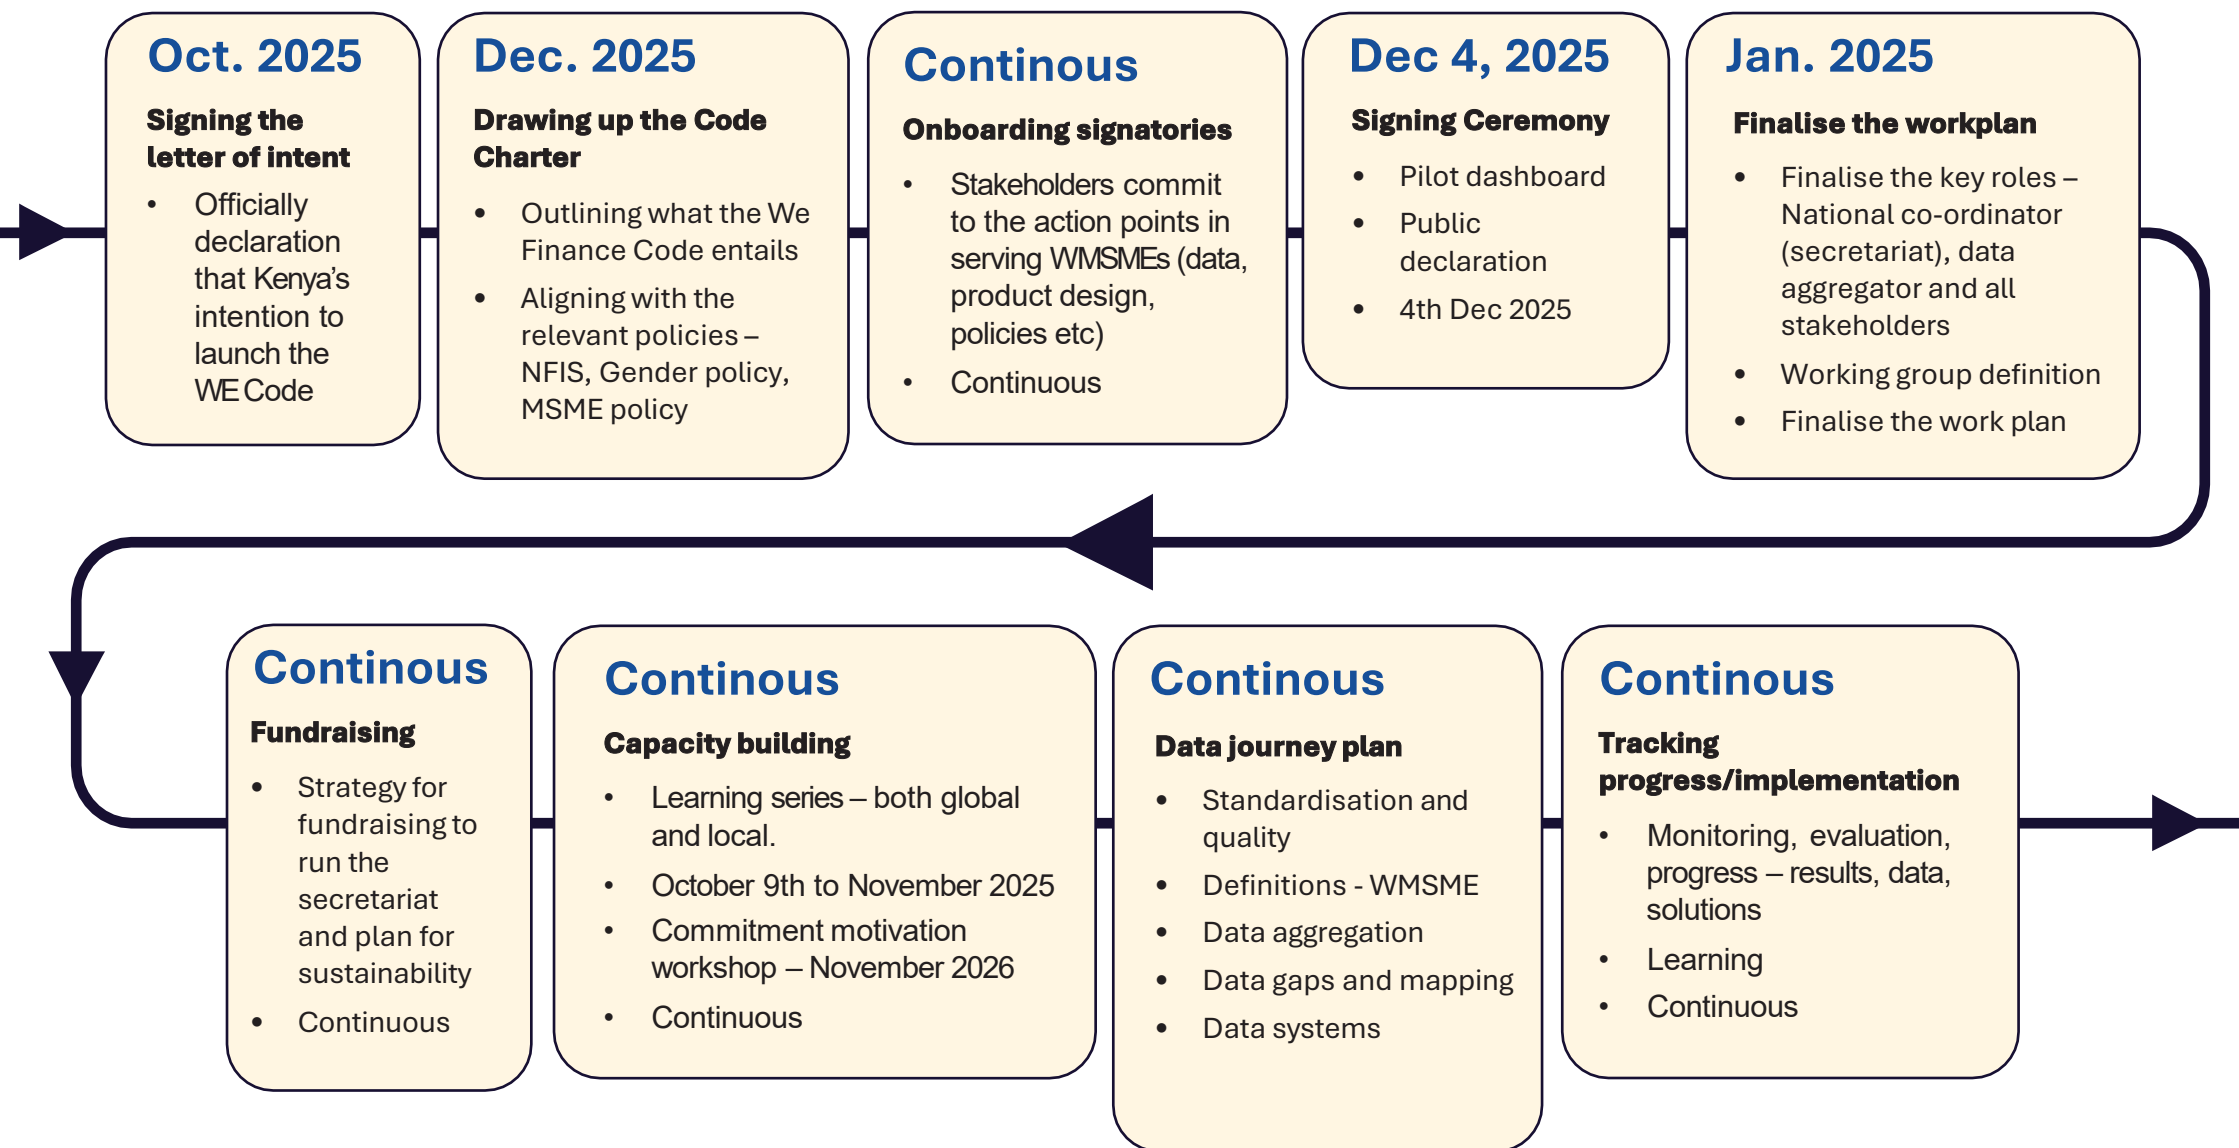 Oct. 2025
Signing the
letter of intent
• Officially
declaration
that Kenya's
intention to
launch the
WE Code
Dec. 2025
Drawing up the Code
Charter
• Outlining what the We
Finance Code entails
• Aligning with the
relevant policies –
NFIS, Gender policy,
MSME policy
Continous
Onboarding signatories
• Stakeholders commit
to the action points in
serving WMSMEs (data,
product design,
policies etc)
• Continuous
Dec 4, 2025
Signing Ceremony
• Pilot dashboard
• Public
declaration
• 4th Dec 2025
Jan. 2025
Finalise the workplan
• Finalise the key roles –
National co-ordinator
(secretariat), data
aggregator and all
stakeholders
• Working group definition
• Finalise the work plan
Continous
Fundraising
• Strategy for
fundraising to
run the
secretariat
and plan for
sustainability
• Continuous
Continous
Capacity building
• Learning series – both global
and local.
• October 9th to November 2025
• Commitment motivation
workshop – November 2026
• Continuous
Continous
Data journey plan
• Standardisation and
quality
• Definitions - WMSME
• Data aggregation
• Data gaps and mapping
• Data systems
Continous
Tracking
progress/implementation
• Monitoring, evaluation,
progress – results, data,
solutions
• Learning
• Continuous